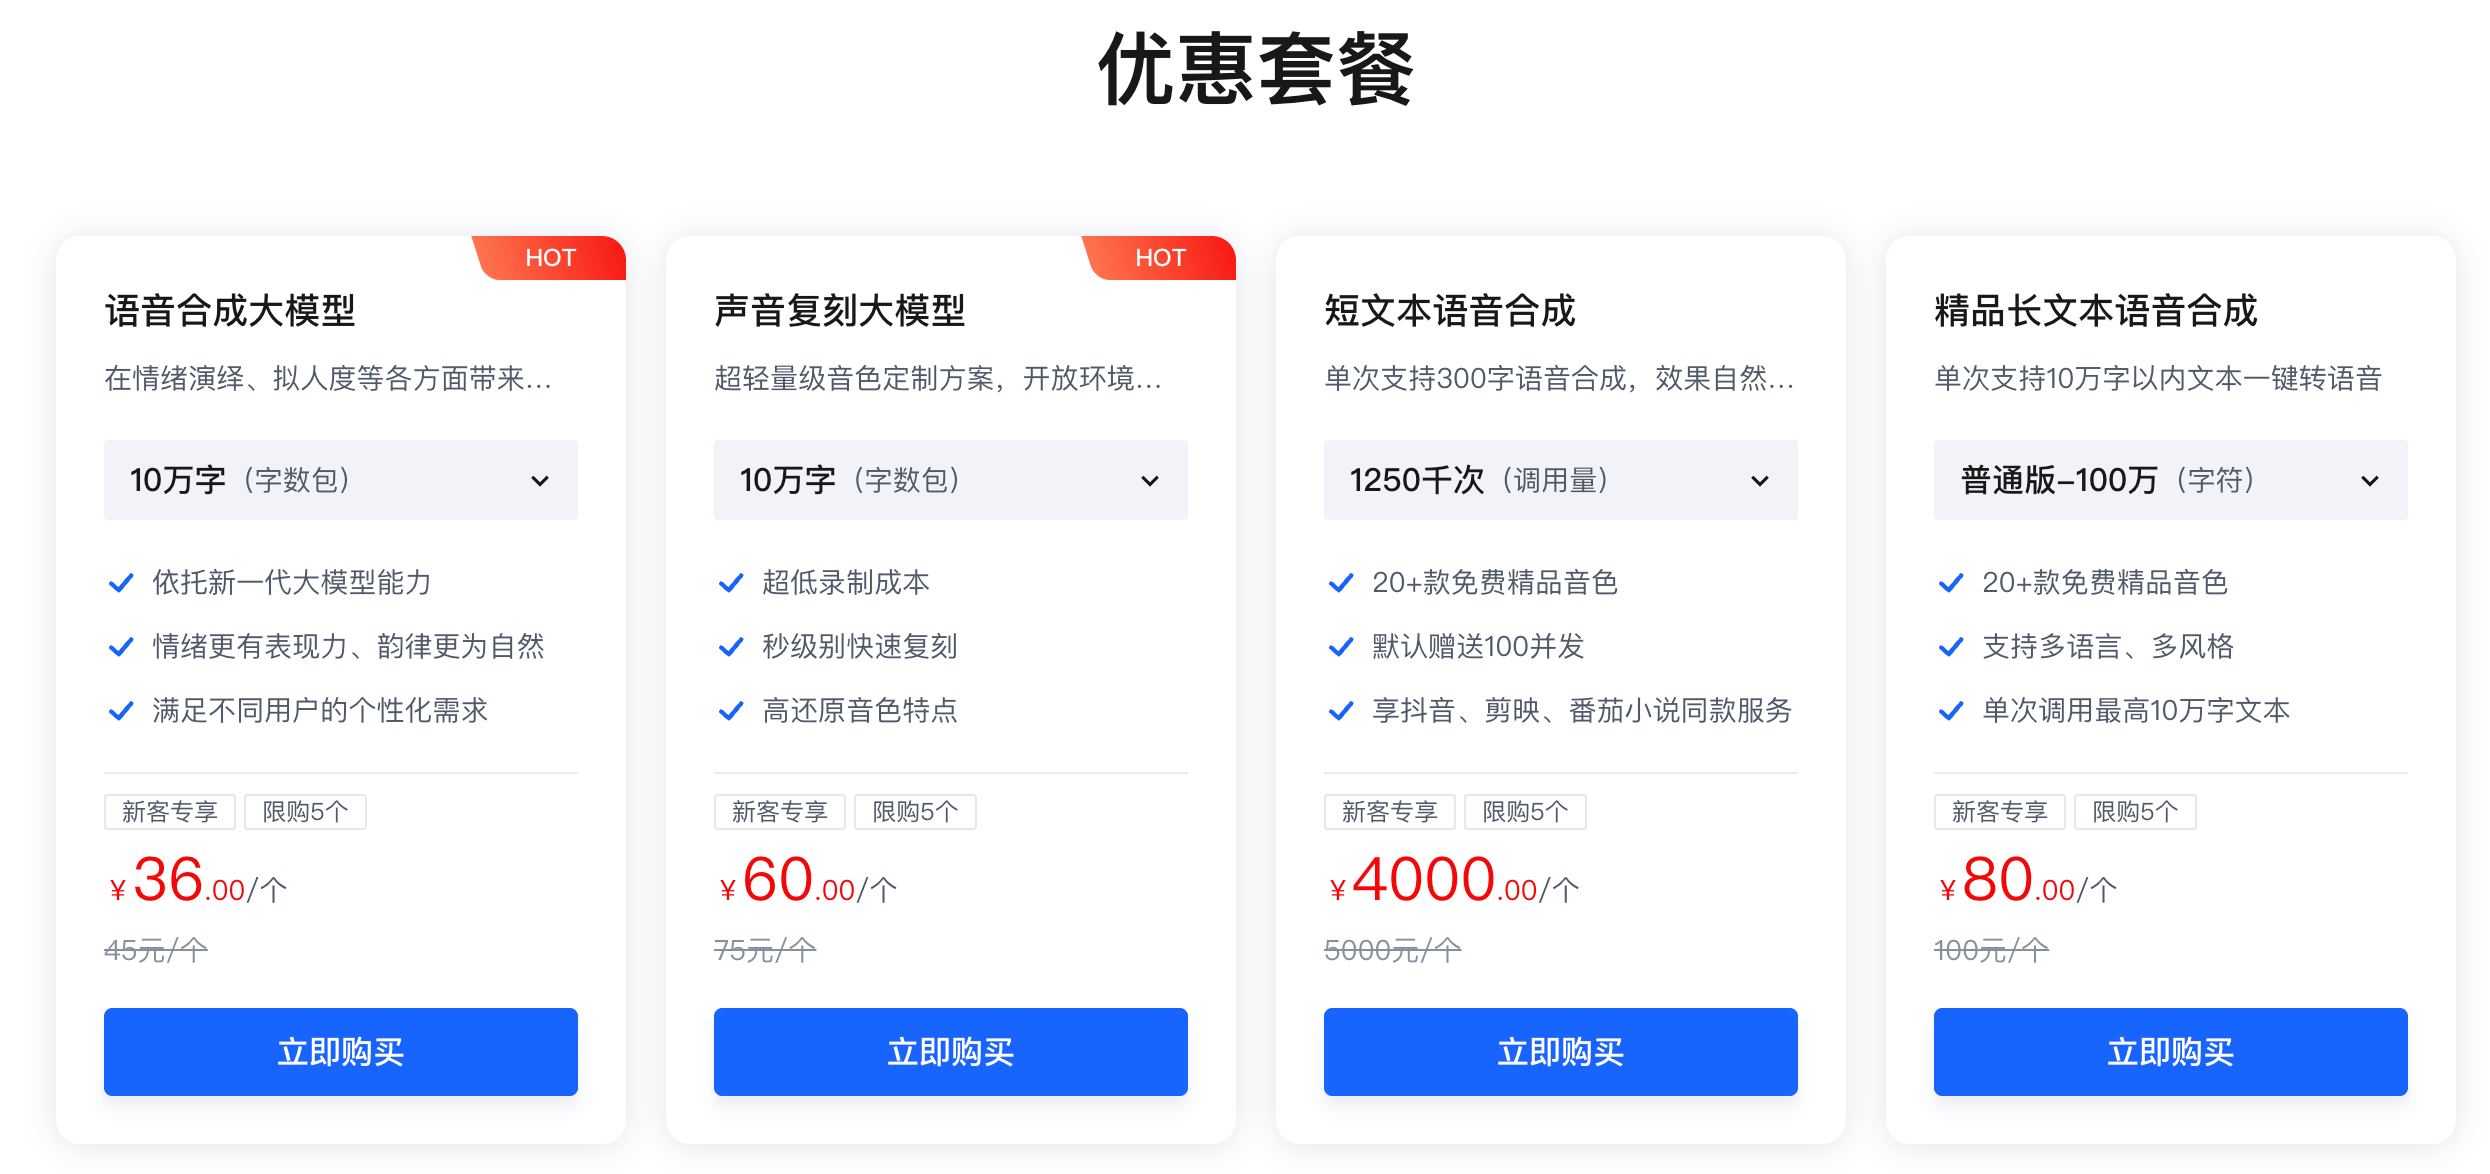 优惠套餐
HOT
语音合成大模型
在情绪演绎、拟人度等各方面带来...
10万字（字数包）
依托新一代大模型能力
情绪更有表现力、韵律更为自然
满足不同用户的个性化需求
新客专享 限购5个
¥36.00/个
45元/个
立即购买
HOT
声音复刻大模型
超轻量级音色定制方案，开放环境...
10万字（字数包）
超低录制成本
秒级别快速复刻
高还原音色特点
新客专享 限购5个
¥60.00/个
75元/个
立即购买
短文本语音合成
单次支持300字语音合成，效果自然...
1250千次（调用量）
20+款免费精品音色
默认赠送100并发
享抖音、剪映、番茄小说同款服务
新客专享 限购5个
¥4000.00/个
5000元/个
立即购买
精品长文本语音合成
单次支持10万字以内文本一键转语音
普通版-100万（字符）
20+款免费精品音色
支持多语言、多风格
单次调用最高10万字文本
新客专享 限购5个
¥80.00/个
100元/个
立即购买